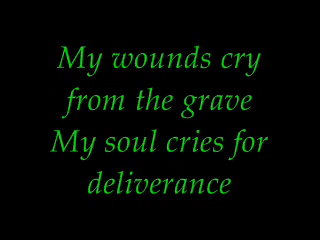 My wounds cry
from the grave
My soul cries for
deliverance